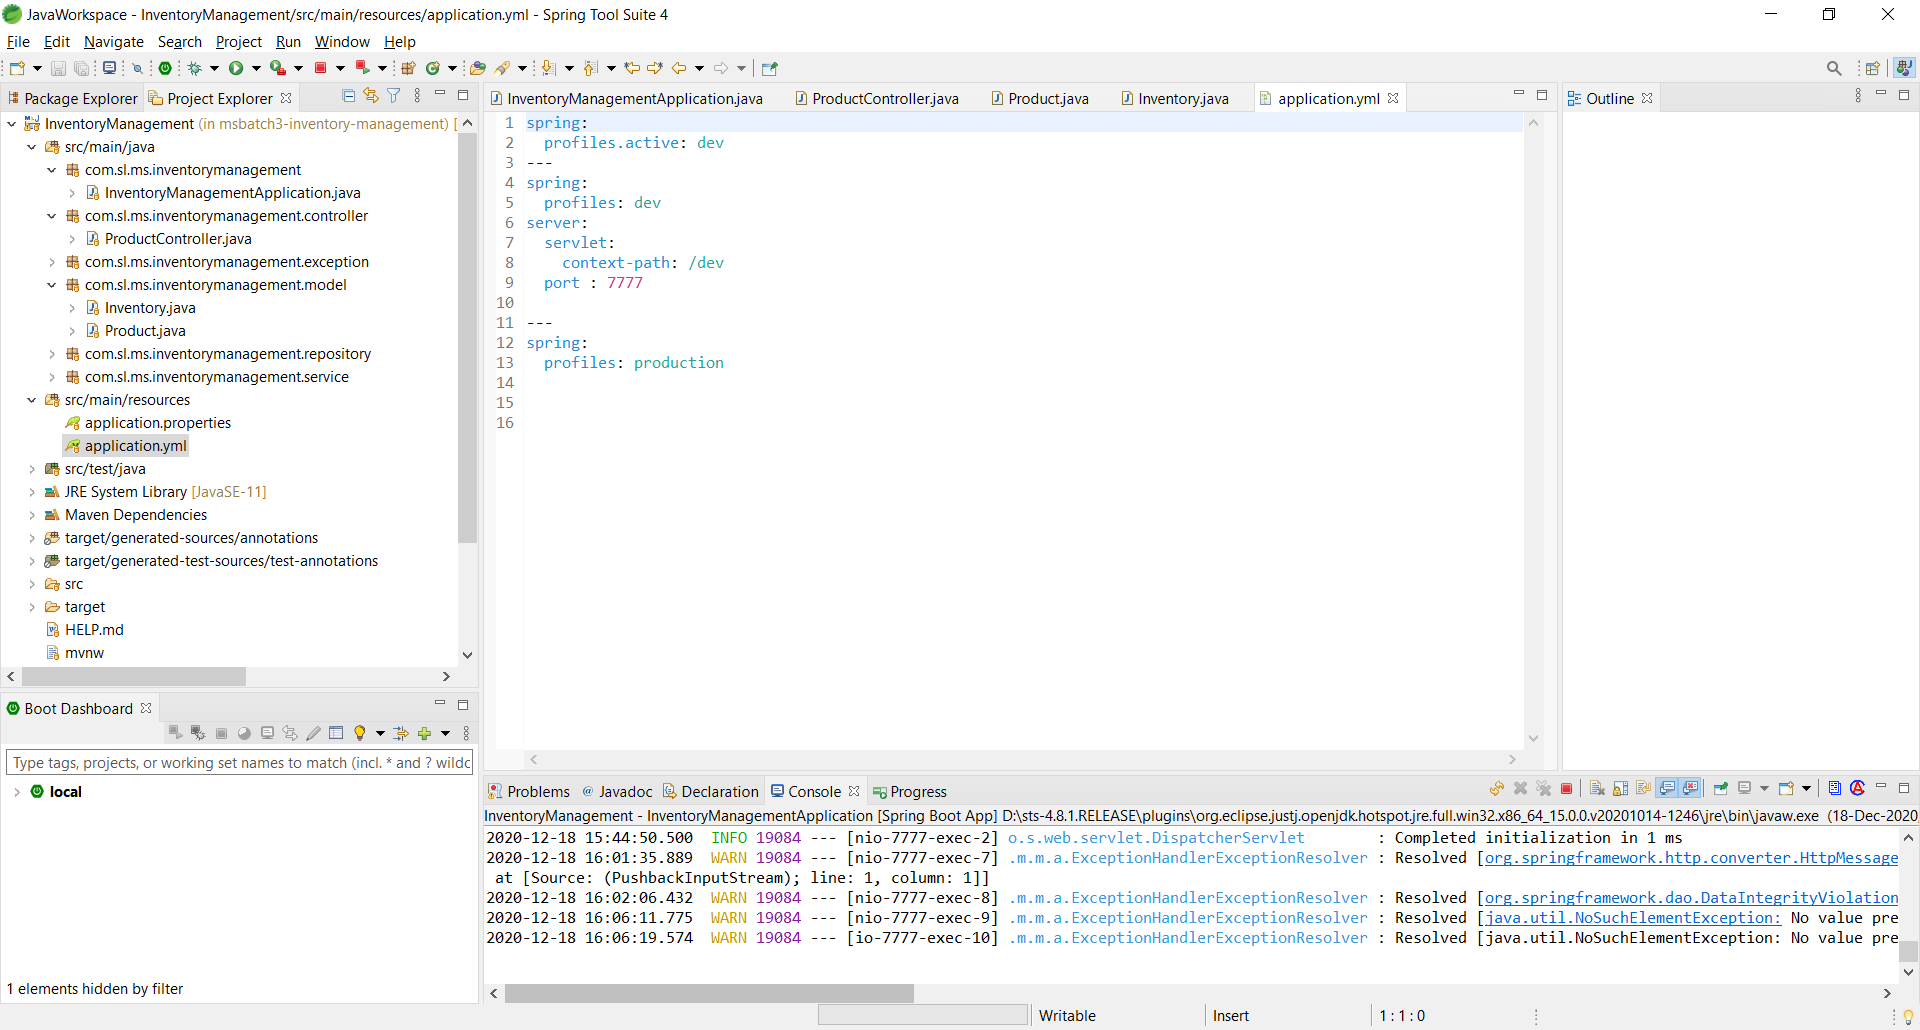 JavaWorkspace - InventoryManagement/src/main/resources/application.yml - Spring Tool Suite 4
File Edit Navigate Search Project Run Window Help
Package Explorer Project Explorer
InventoryManagement (in msbatch3-inventory-management) [
src/main/java
com.sl.ms.inventorymanagement
InventoryManagementApplication.java
com.sl.ms.inventorymanagement.controller
ProductController.java
com.sl.ms.inventorymanagement.exception
com.sl.ms.inventorymanagement.model
Inventory.java
Product.java
com.sl.ms.inventorymanagement.repository
com.sl.ms.inventorymanagement.service
src/main/resources
application.properties
application.yml
src/test/java
JRE System Library [JavaSE-11]
Maven Dependencies
target/generated-sources/annotations
target/generated-test-sources/test-annotations
src
target
HELP.md
mvnw
Boot Dashboard
Type tags, projects, or working set names to match (incl. * and ? wildc
local
1 elements hidden by filter
InventoryManagementApplication.java ProductController.java Product.java Inventory.java application.yml
1 spring:
2 profiles.active: dev
3 ---
4 spring:
5 profiles: dev
6 server:
7 servlet:
8 context-path: /dev
9 port : 7777
10
11 ---
12 spring:
13 profiles: production
14
15
16
Outline
Problems @ Javadoc Declaration Console Progress
InventoryManagement - InventoryManagementApplication [Spring Boot App] D:\sts-4.8.1.RELEASE\plugins\org.eclipse.justj.openjdk.hotspot.jre.full.win32.x86_64_15.0.0.v20201014-1246\jre\bin\javaw.exe (18-Dec-2020
2020-12-18 15:44:50.500 INFO 19084 --- [nio-7777-exec-2] o.s.web.servlet.DispatcherServlet : Completed initialization in 1 ms
2020-12-18 16:01:35.889 WARN 19084 --- [nio-7777-exec-7] .m.m.a.ExceptionHandlerExceptionResolver : Resolved [org.springframework.http.converter.HttpMessage
at [Source: (PushbackInputStream); line: 1, column: 1]]
2020-12-18 16:02:06.432 WARN 19084 --- [nio-7777-exec-8] .m.m.a.ExceptionHandlerExceptionResolver : Resolved [org.springframework.dao.DataIntegrityViolation
2020-12-18 16:06:11.775 WARN 19084 --- [nio-7777-exec-9] .m.m.a.ExceptionHandlerExceptionResolver : Resolved [java.util.NoSuchElementException: No value pre
2020-12-18 16:06:19.574 WARN 19084 --- [io-7777-exec-10] .m.m.a.ExceptionHandlerExceptionResolver : Resolved [java.util.NoSuchElementException: No value pre
Writable Insert 1 : 1 : 0